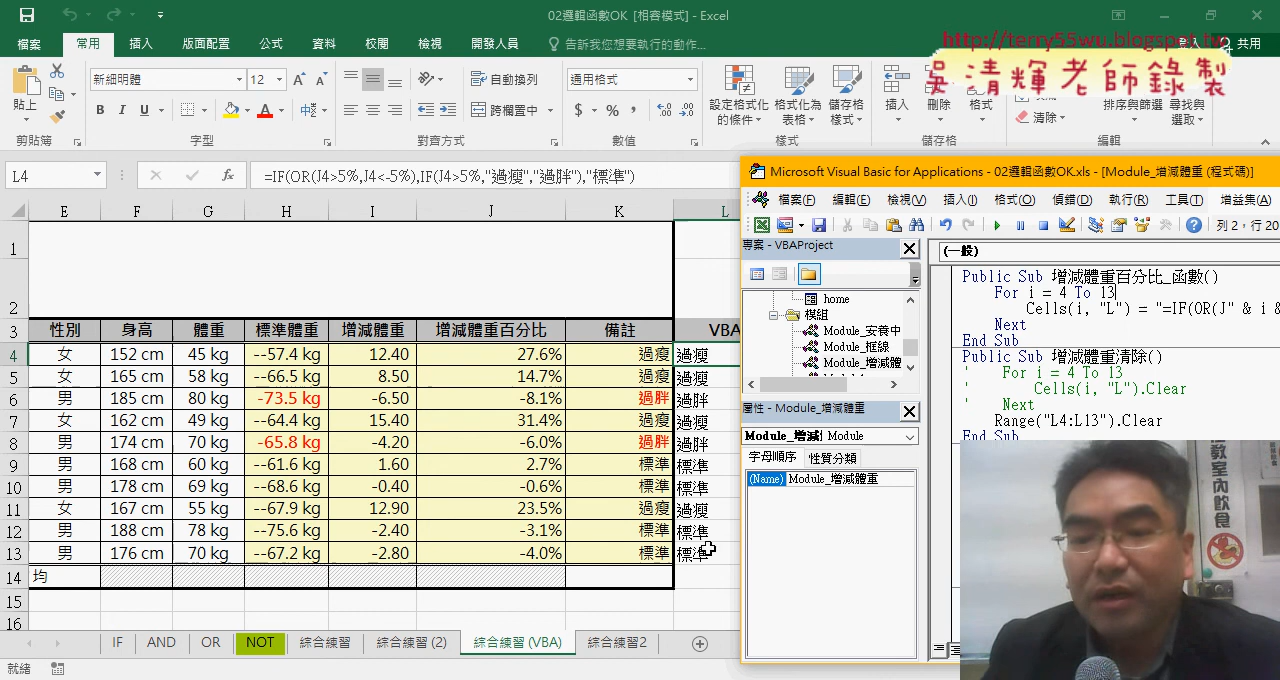 02邏輯函數OK [相容模式] - Excel
http://terry55wu.blogspot.tw
吳清輝老師錄製
檔案 常用 插入 版面配置 公式 資料 校閱 檢視 開發人員 告訴我您想要執行的動作... 登入 共用
貼上 新細明體 12 自動換列 通用格式 設定格式化的條件 格式化為表格 儲存格樣式 插入 刪除 格式 清除 排序與篩選 尋找與選取
B I U 跨欄置中 $ % ,
剪貼簿 字型 對齊方式 數值 樣式 儲存格 編輯
L4 fx =IF(OR(J4>5%,J4<-5%),IF(J4>5%,"過瘦","過胖"),"標準")
E F G H I J K L
1
2
3 性別 身高 體重 標準體重 增減體重 增減體重百分比 備註 VBA
4 女 152 cm 45 kg --57.4 kg 12.40 27.6% 過瘦 過瘦
5 女 165 cm 58 kg --66.5 kg 8.50 14.7% 過瘦 過瘦
6 男 185 cm 80 kg -73.5 kg -6.50 -8.1% 過胖 過胖
7 女 162 cm 49 kg --64.4 kg 15.40 31.4% 過瘦 過瘦
8 男 174 cm 70 kg -65.8 kg -4.20 -6.0% 過胖 過胖
9 男 168 cm 60 kg --61.6 kg 1.60 2.7% 標準 標準
10 男 178 cm 69 kg --68.6 kg -0.40 -0.6% 標準 標準
11 女 167 cm 55 kg --67.9 kg 12.90 23.5% 過瘦 過瘦
12 男 188 cm 78 kg --75.6 kg -2.40 -3.1% 標準 標準
13 男 176 cm 70 kg --67.2 kg -2.80 -4.0% 標準 標準
14 均
15
16
IF AND OR NOT 綜合練習 綜合練習 (2) 綜合練習 (VBA) 綜合練習2
就緒
Microsoft Visual Basic for Applications - 02邏輯函數OK.xls - [Module_增減體重 (程式碼)]
檔案(F) 編輯(E) 檢視(V) 插入(I) 格式(O) 偵錯(D) 執行(R) 工具(T) 增益集(A)
列 2，行 20
專案 - VBAProject
home
模組
Module_安養中
Module_框線
Module_增減體
屬性 - Module_增減體重
Module_增減 Module
字母順序 性質分類
(Name) Module_增減體重
(一般)
Public Sub 增減體重百分比_函數()
For i = 4 To 13
Cells(i, "L") = "=IF(OR(J" & i &
Next
End Sub
Public Sub 增減體重清除()
' For i = 4 To 13
' Cells(i, "L").Clear
' Next
Range("L4:L13").Clear
End Sub
教室內飲食